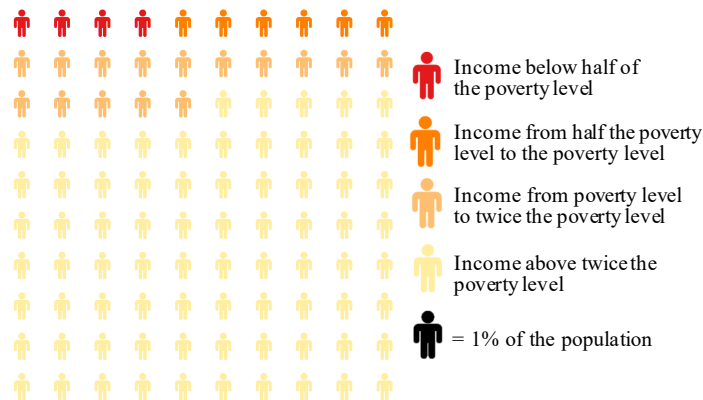 Income below half of
the poverty level
Income from half the poverty
level to the poverty level
Income from poverty level
to twice the poverty level
Income above twice the
poverty level
= 1% of the population